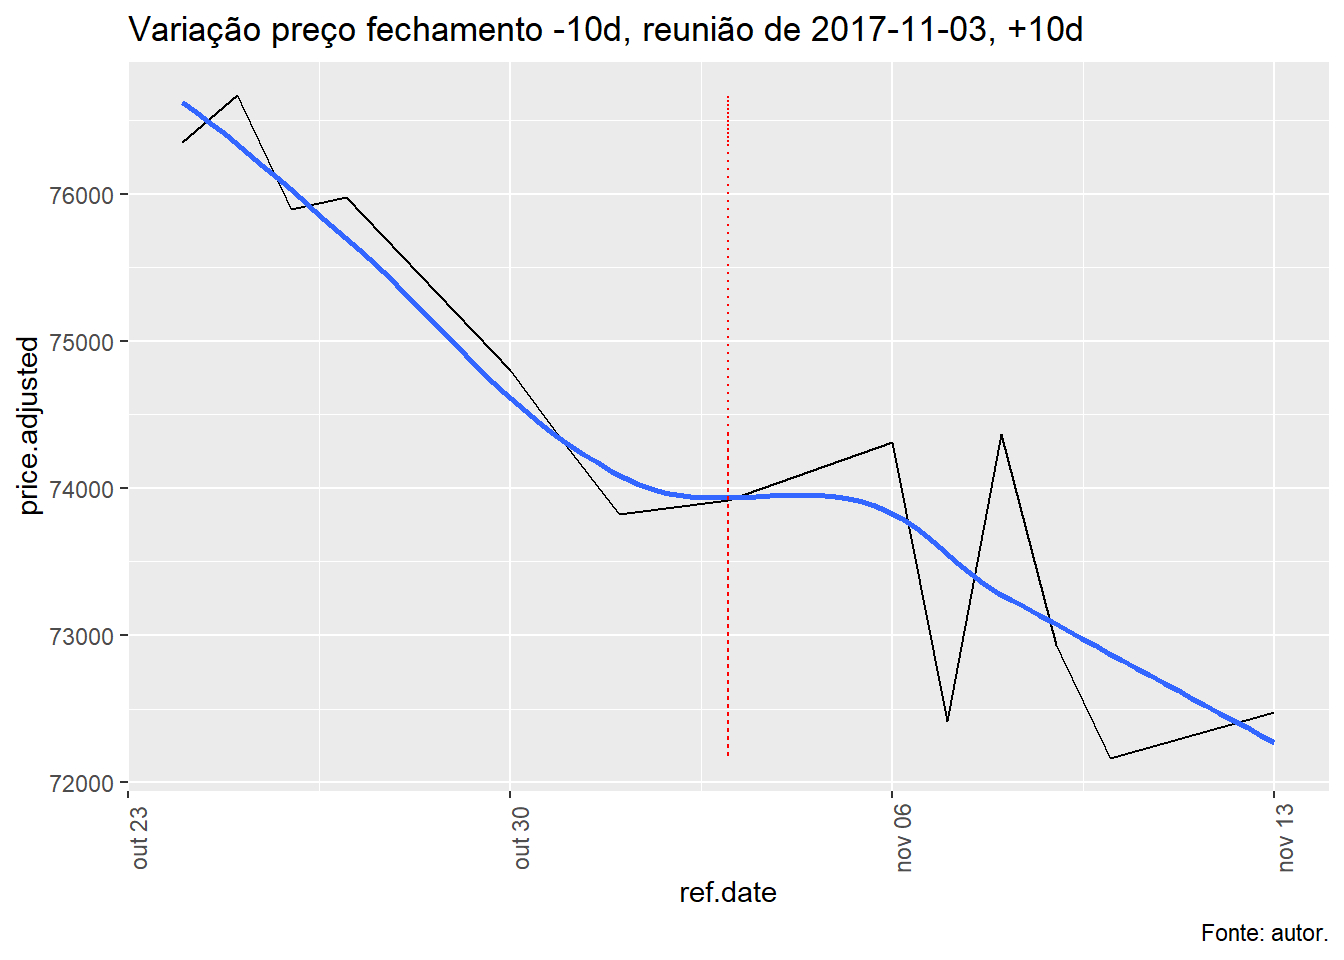 Variação preço fechamento -10d, reunião de 2017-11-03, +10d
price.adjusted
76000
75000
74000
73000
72000
out 23
out 30
nov 06
nov 13
ref.date
Fonte: autor.